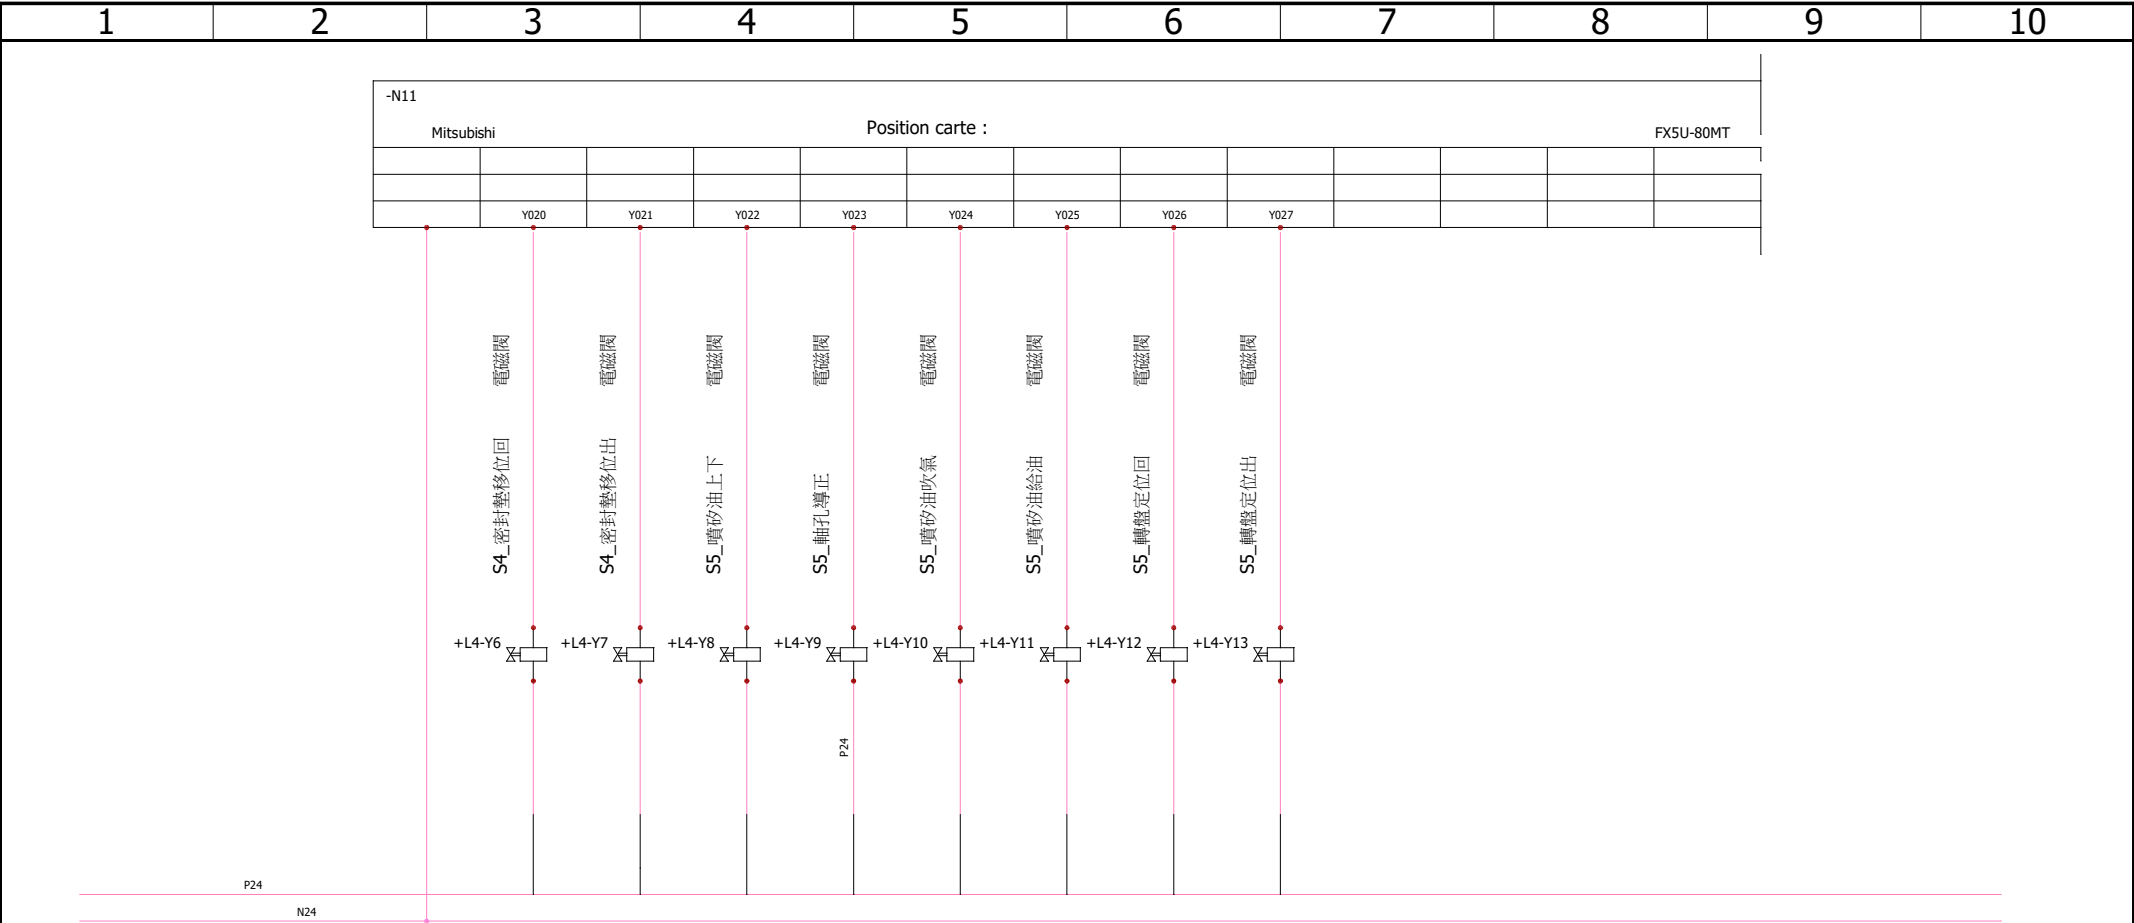 1 2 3 4 5 6 7 8 9 10
-N11
Mitsubishi Position carte : FX5U-80MT
Y020 Y021 Y022 Y023 Y024 Y025 Y026 Y027
S4_密封墊移位回 電磁閥
S4_密封墊移位出 電磁閥
S5_噴矽油上下 電磁閥
S5_軸孔導正 電磁閥
S5_噴矽油吹氣 電磁閥
S5_噴矽油給油 電磁閥
S5_轉盤定位回 電磁閥
S5_轉盤定位出 電磁閥
+L4-Y6 +L4-Y7 +L4-Y8 +L4-Y9 +L4-Y10 +L4-Y11 +L4-Y12 +L4-Y13
P24
P24
N24